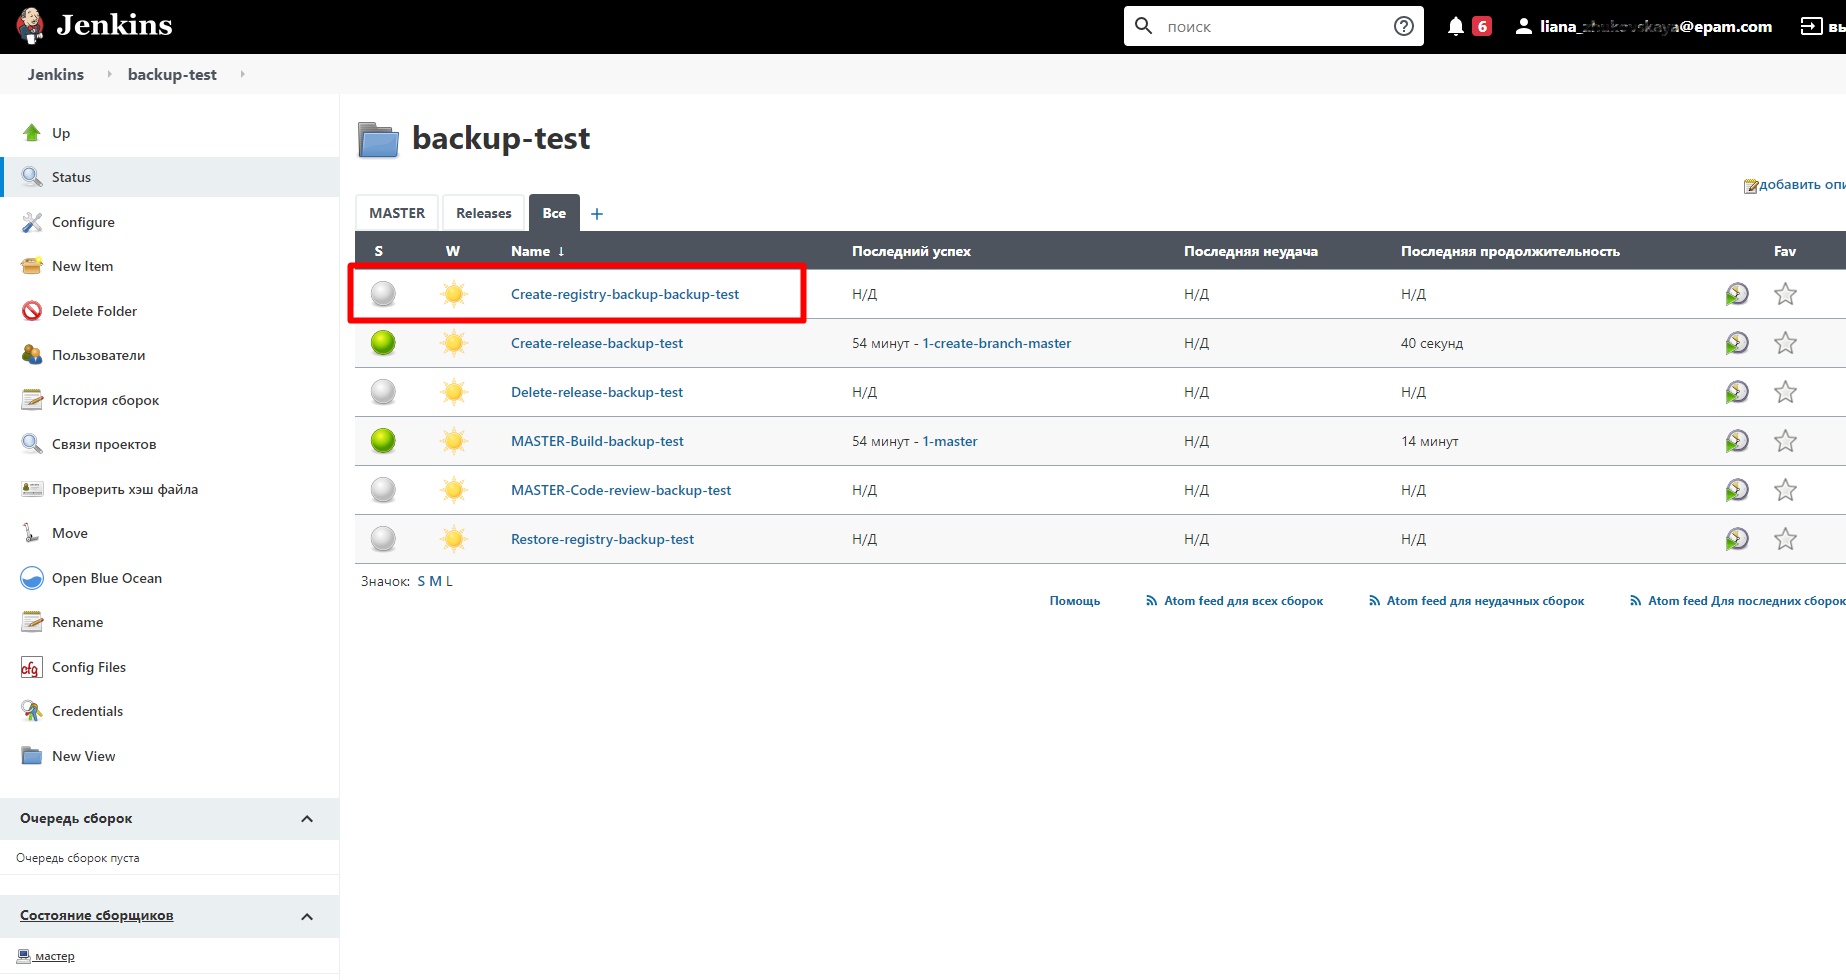 Jenkins
поиск
6
@epam.com
Jenkins
backup-test
Up
Status
Configure
New Item
Delete Folder
Пользователи
История сборок
Связи проектов
Проверить хэш файла
Move
Open Blue Ocean
Rename
cfg Config Files
Credentials
New View
Очередь сборок
Очередь сборок пуста
Состояние сборщиков
мастер
backup-test
добавить
MASTER Releases Все +
S W Name ↓ Последний успех Последняя неудача Последняя продолжительность Fav
Create-registry-backup-backup-test Н/Д Н/Д Н/Д
Create-release-backup-test 54 минут - 1-create-branch-master Н/Д 40 секунд
Delete-release-backup-test Н/Д Н/Д Н/Д
MASTER-Build-backup-test 54 минут - 1-master Н/Д 14 минут
MASTER-Code-review-backup-test Н/Д Н/Д Н/Д
Restore-registry-backup-test Н/Д Н/Д Н/Д
Значок: S M L
Помощь Atom feed для всех сборок Atom feed для неудачных сборок Atom feed Для последних сборок